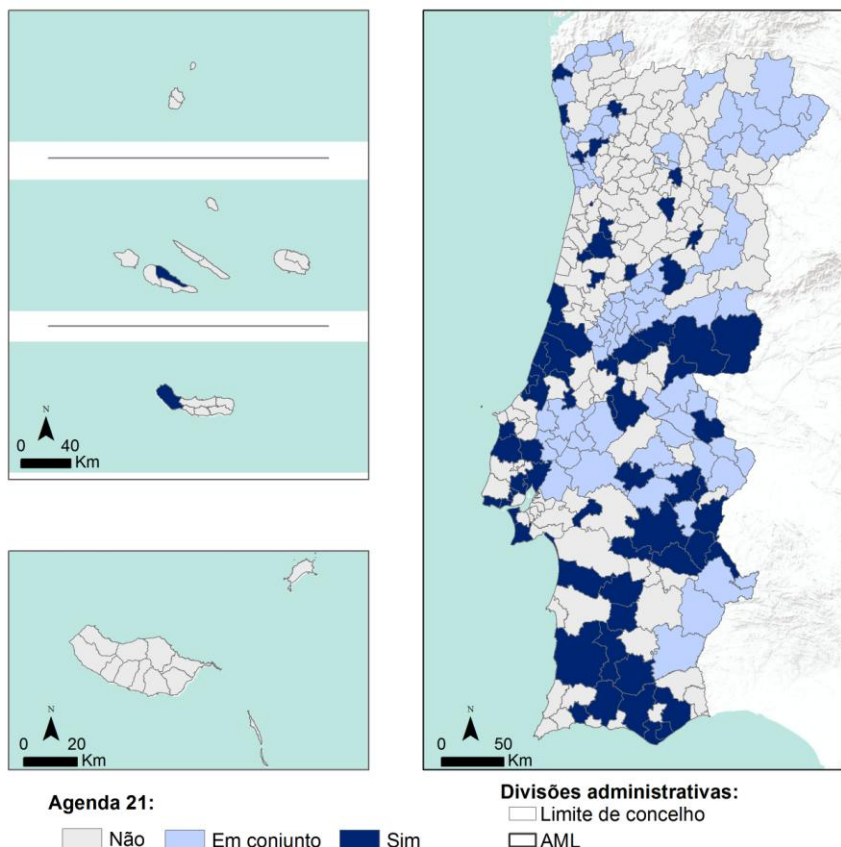 N
0 40
Km
N
0 20
Km
N
0 50
Km
Agenda 21:
Não Em conjunto Sim
Divisões administrativas:
Limite de concelho
AML